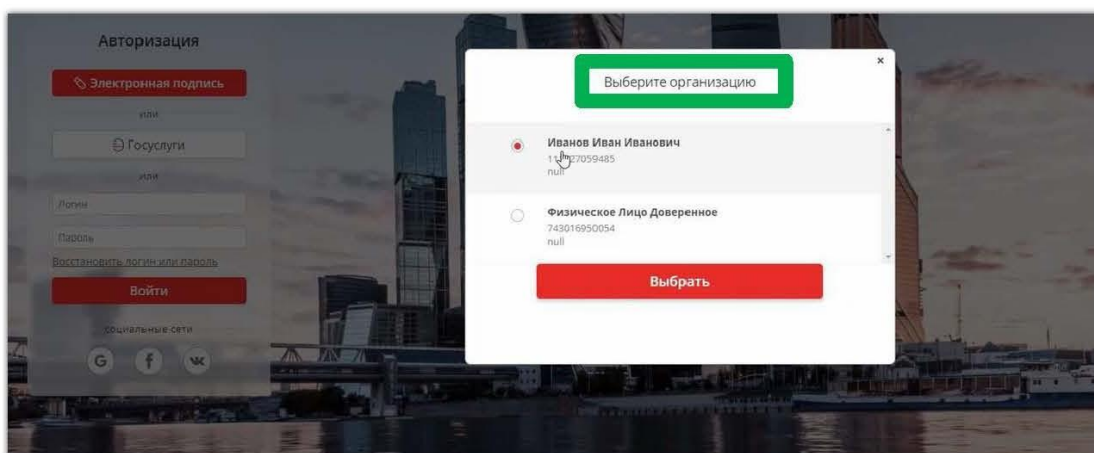 Авторизация
Электронная подпись
или
Госуслуги
или
Логин
Пароль
Восстановить логин или пароль
Войти
социальные сети
G f
Выберите организацию
×
Иванов Иван Иванович
null
Физическое Лицо Доверенное
743016950054
null
Выбрать